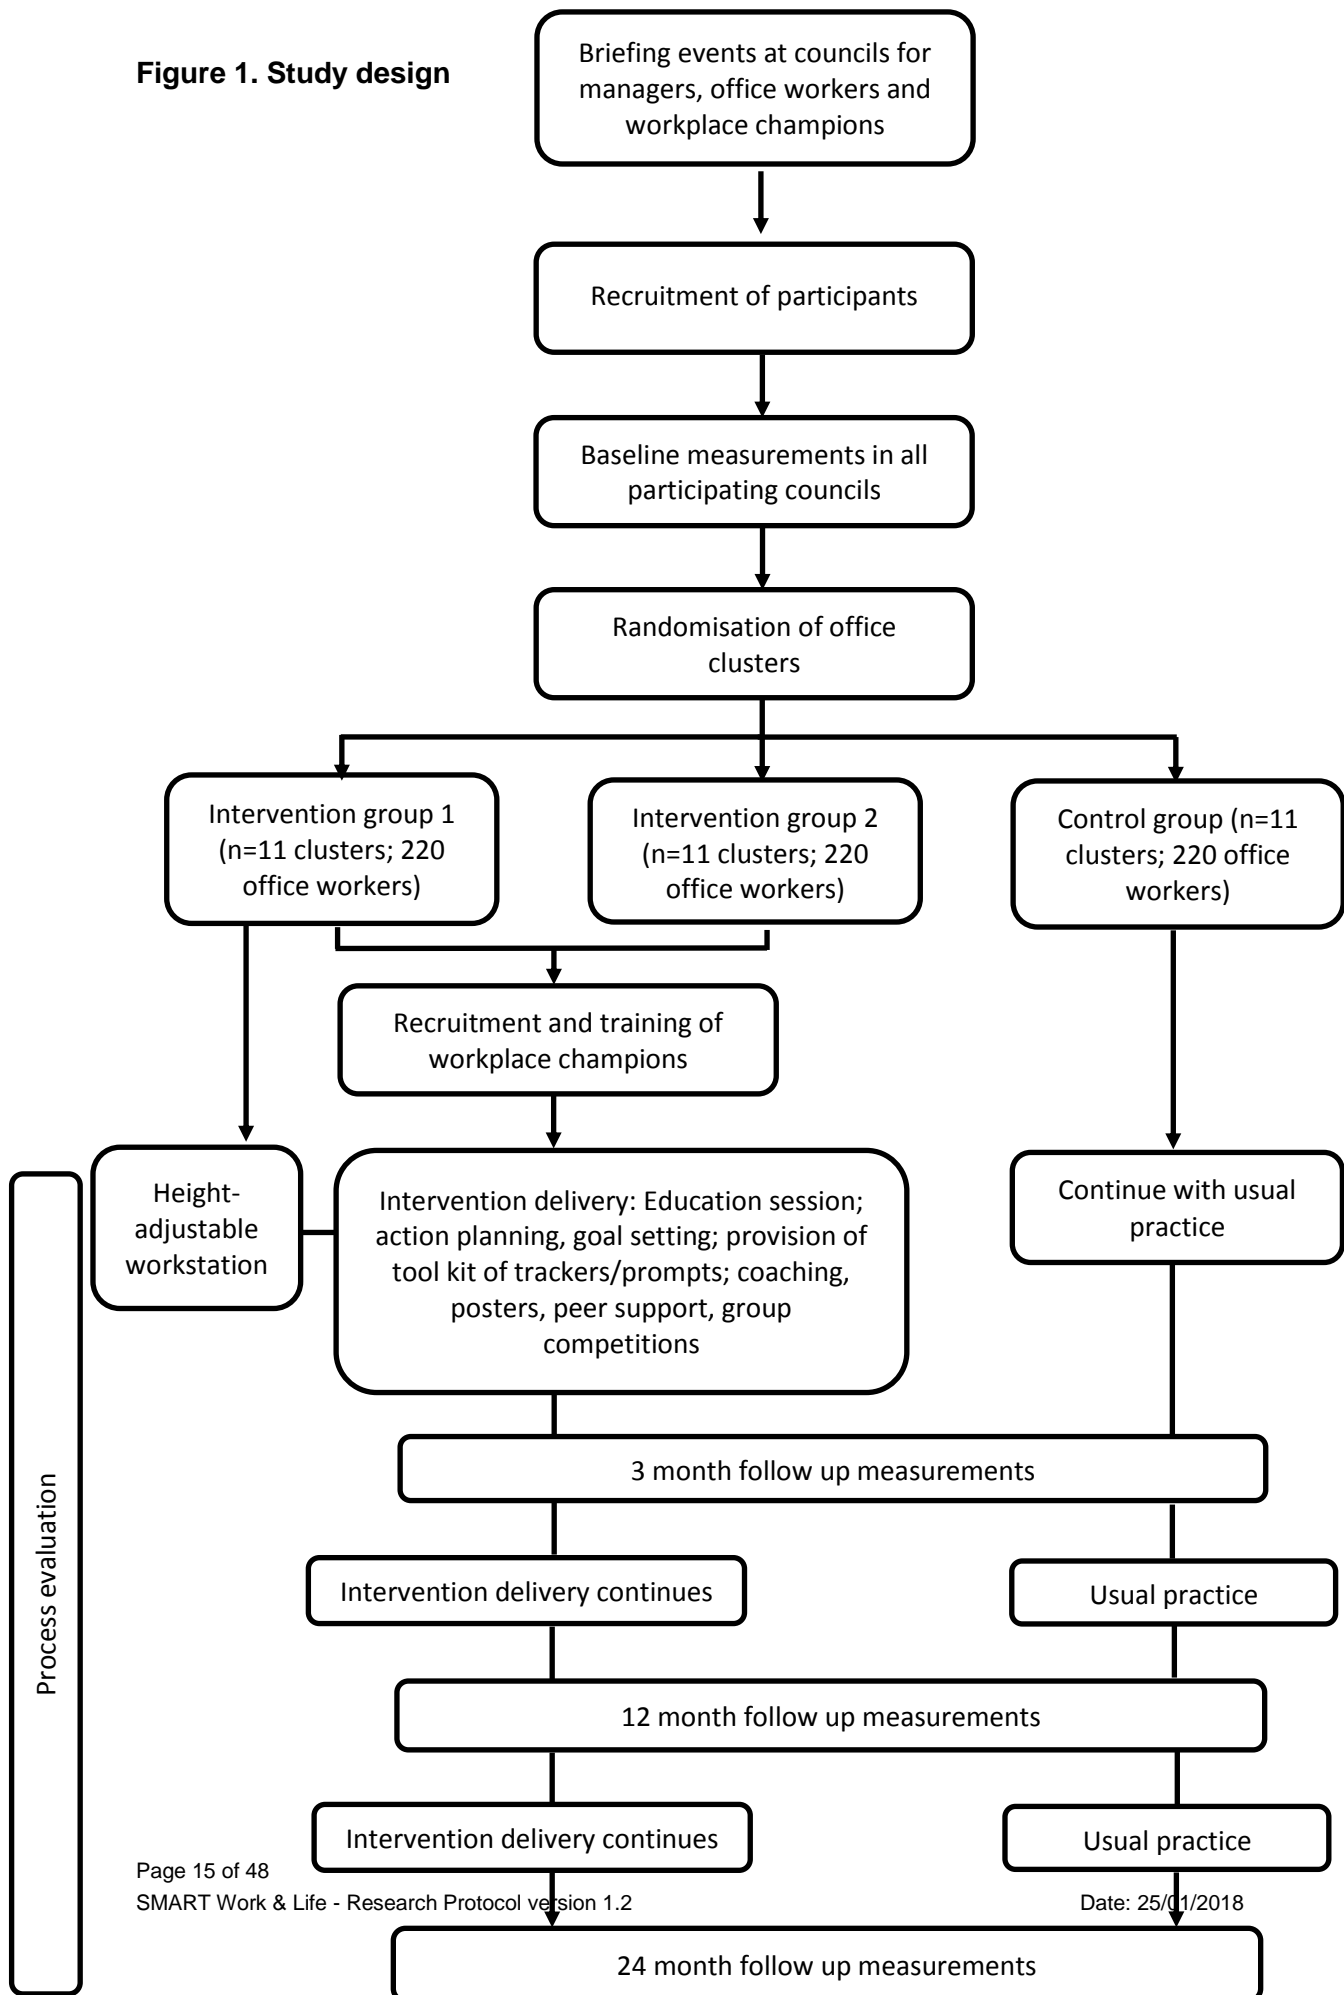 Figure 1. Study design
Briefing events at councils for
managers, office workers and
workplace champions
Recruitment of participants
Baseline measurements in all
participating councils
Randomisation of office
clusters
Intervention group 1
(n=11 clusters; 220
office workers)
Intervention group 2
(n=11 clusters; 220
office workers)
Control group (n=11
clusters; 220 office
workers)
Recruitment and training of
workplace champions
Height-
adjustable
workstation
Intervention delivery: Education session;
action planning, goal setting; provision of
tool kit of trackers/prompts; coaching,
posters, peer support, group
competitions
Continue with usual
practice
Process evaluation
3 month follow up measurements
Intervention delivery continues
Usual practice
12 month follow up measurements
Intervention delivery continues
Usual practice
Page 15 of 48
SMART Work & Life - Research Protocol version 1.2
Date: 25/01/2018
24 month follow up measurements